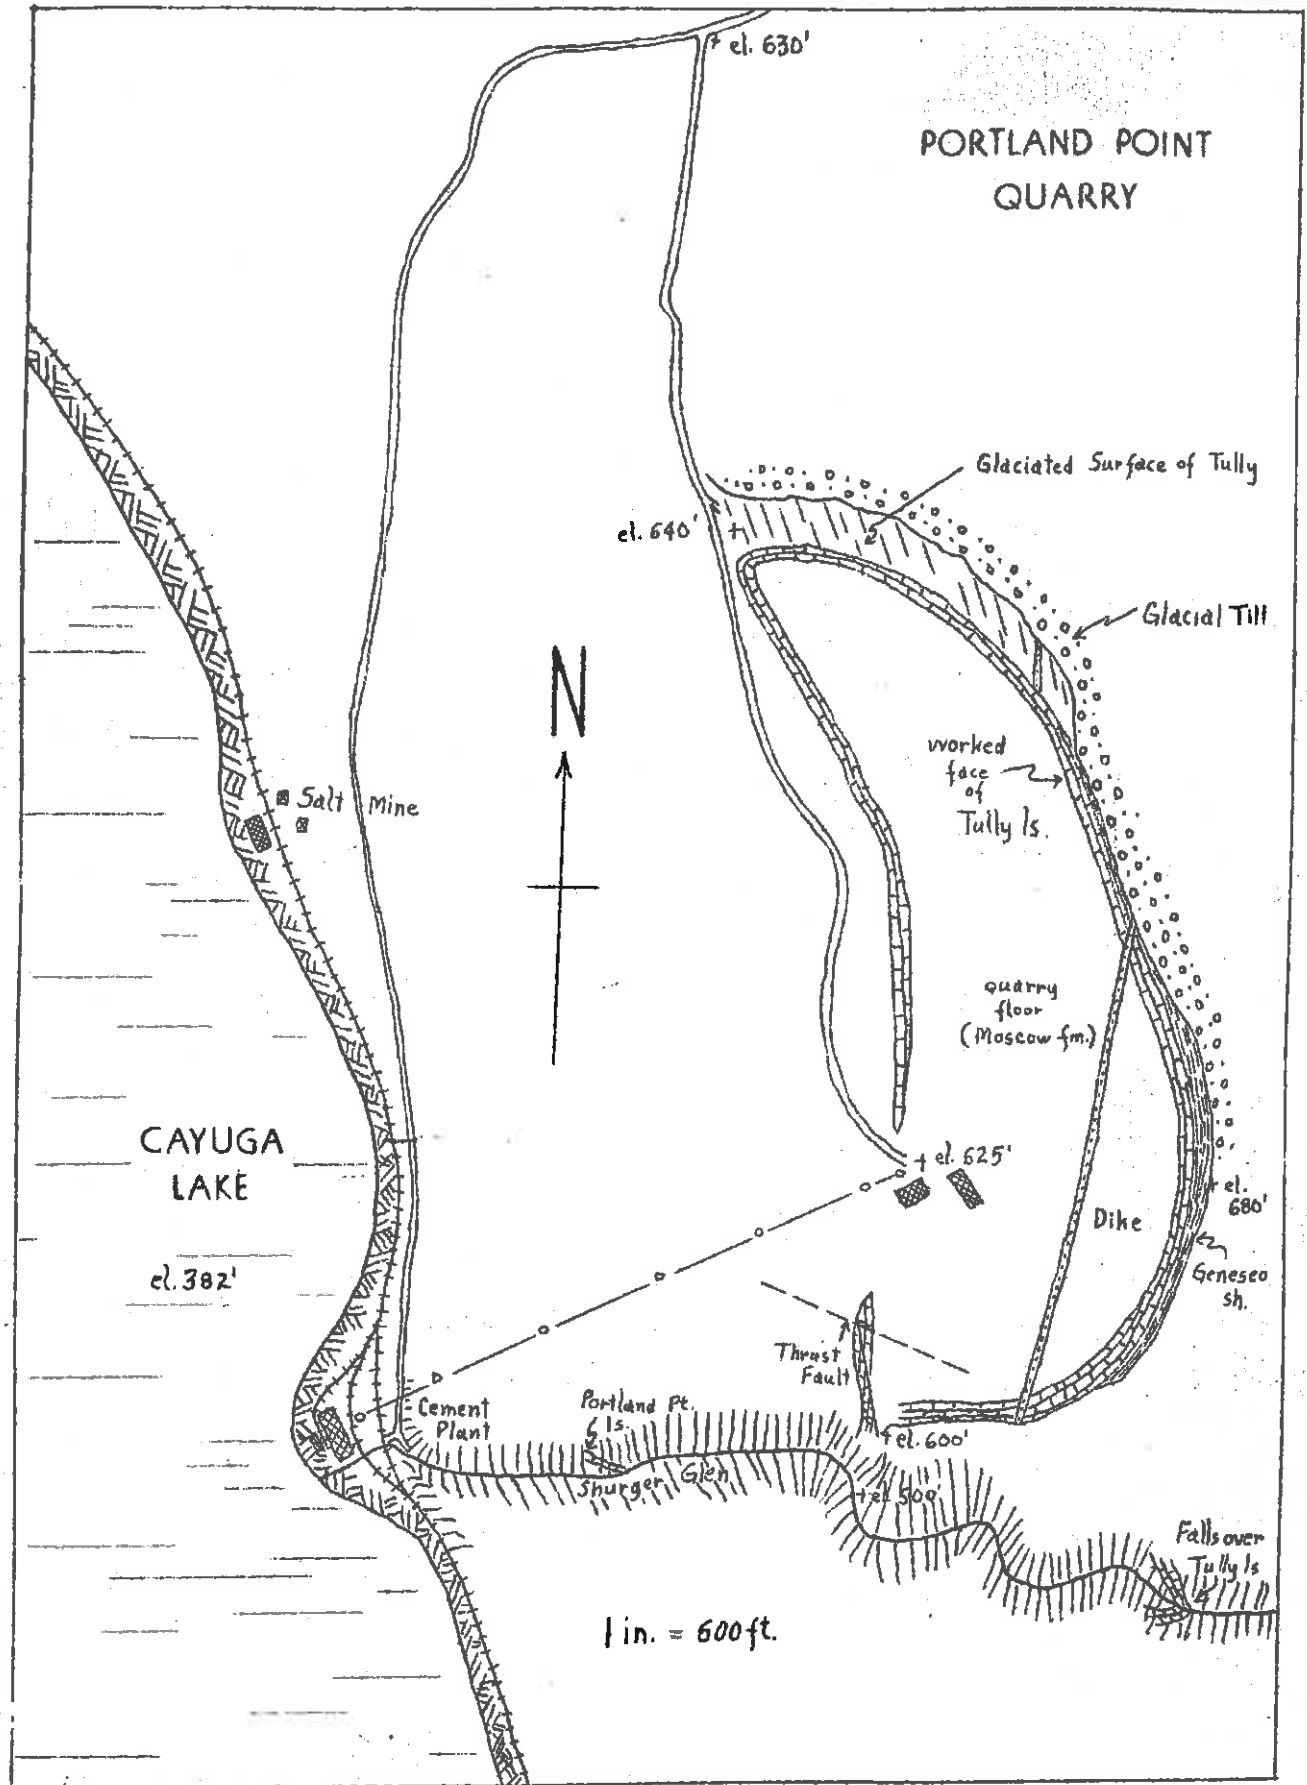 el. 630'
PORTLAND POINT
QUARRY
Glaciated Surface of Tully
el. 640'
Glacial Till
N
worked
face
of
Tully ls.
Salt Mine
quarry
floor
(Moscow fm.)
CAYUGA
LAKE
el. 382'
el. 625'
el.
680'
Dike
Geneseo
sh.
Thrust
Fault
Cement
Plant
Portland Pt.
ls.
el. 600'
Shurger Glen
el. 500'
Falls over
Tully ls
1 in. = 600 ft.